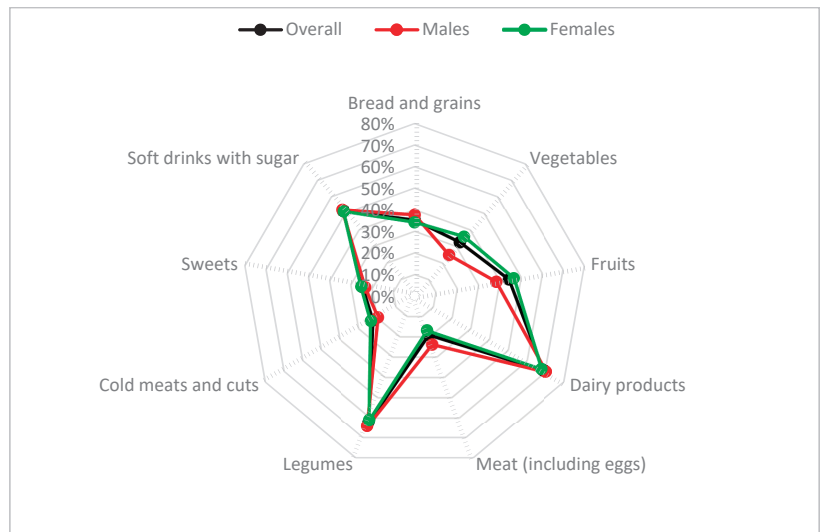 Overall Males Females
Bread and grains
80%
70%
60%
50%
40%
30%
20%
10%
0%
Vegetables
Fruits
Dairy products
Meat (including eggs)
Legumes
Cold meats and cuts
Sweets
Soft drinks with sugar